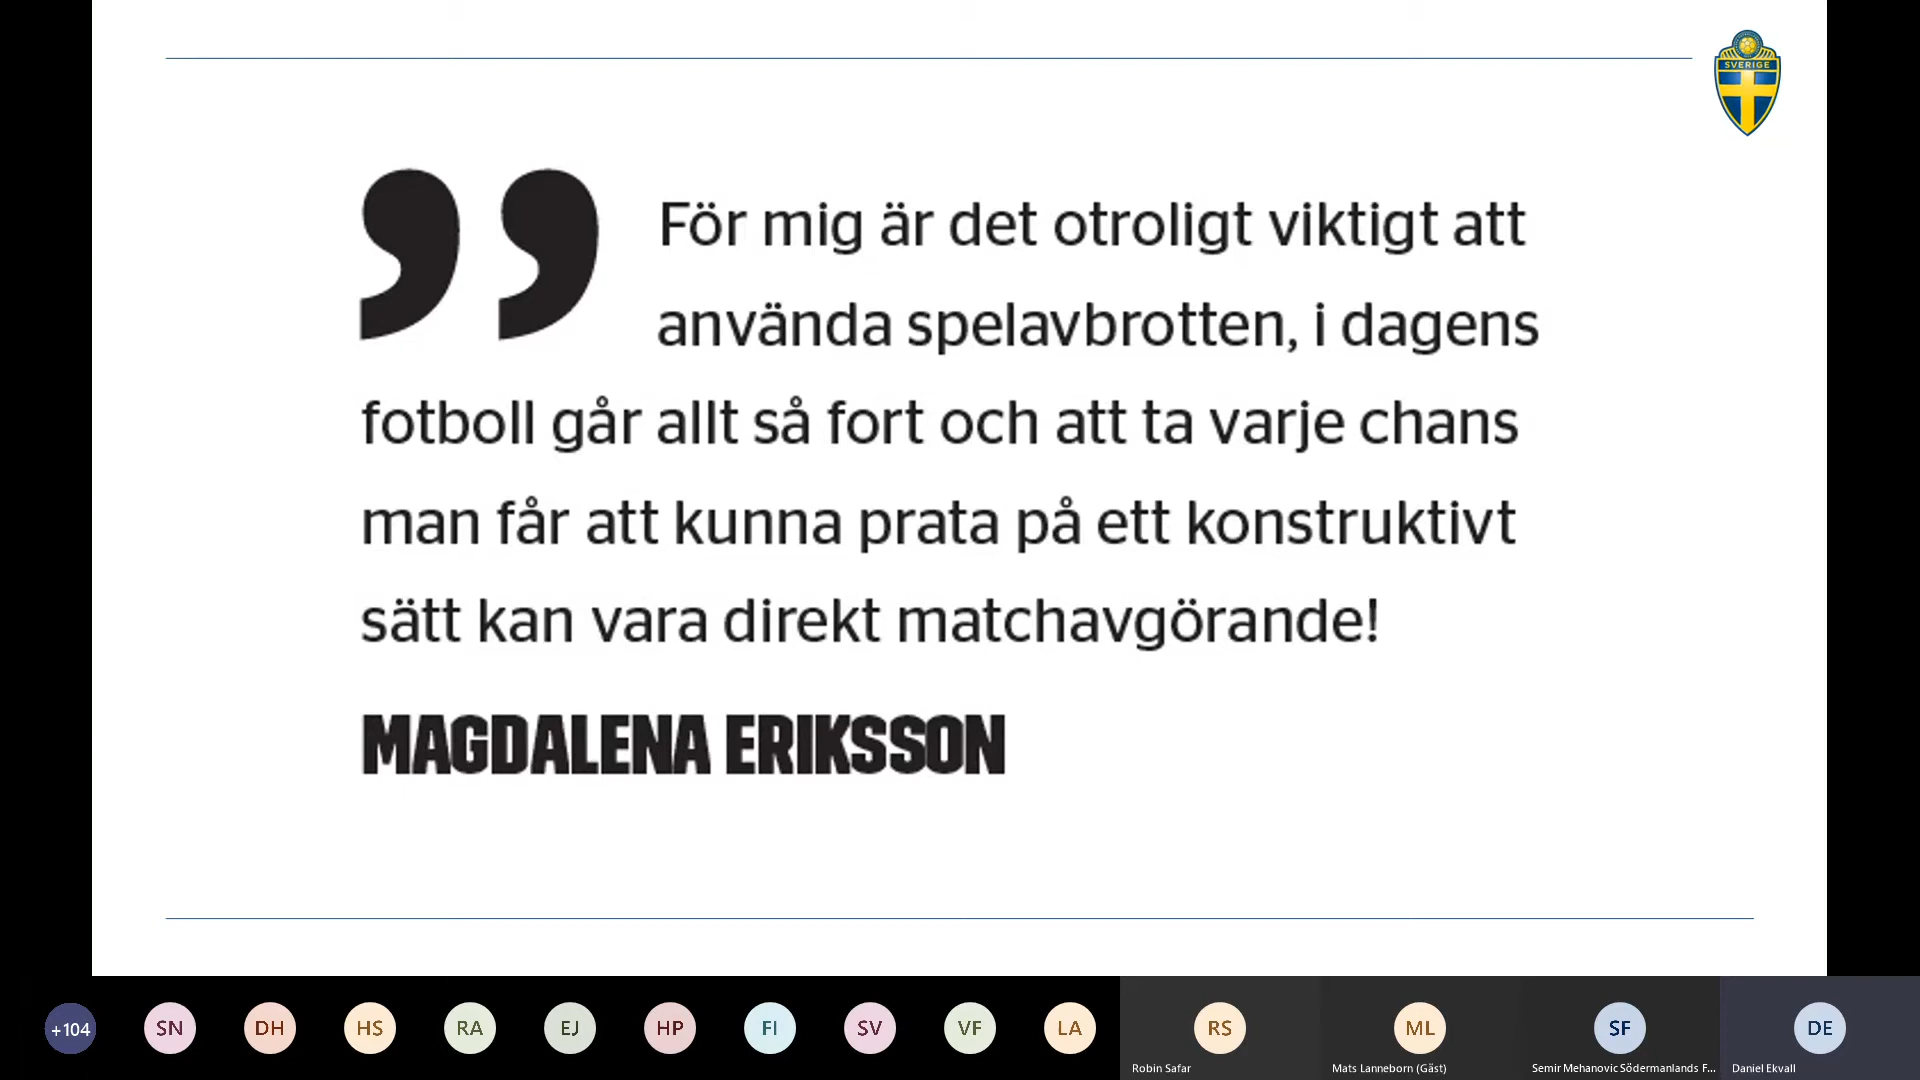 SVERIGE
”För mig är det otroligt viktigt att
använda spelavbrotten, i dagens
fotboll går allt så fort och att ta varje chans
man får att kunna prata på ett konstruktivt
sätt kan vara direkt matchavgörande!
MAGDALENA ERIKSSON
+104 SN DH HS RA EJ HP FI SV VF LA RS ML SF DE
Robin Safar Mats Lanneborn (Gäst) Semir Mehanovic Södermanlands F... Daniel Ekvall